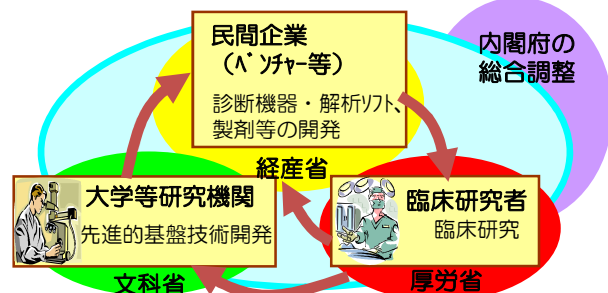 民間企業
（ﾍﾞﾝﾁｬｰ等）
診断機器・解析ｿﾌﾄ、
製剤等の開発
経産省
内閣府の
総合調整
大学等研究機関
先進的基盤技術開発
文科省
臨床研究者
臨床研究
厚労省